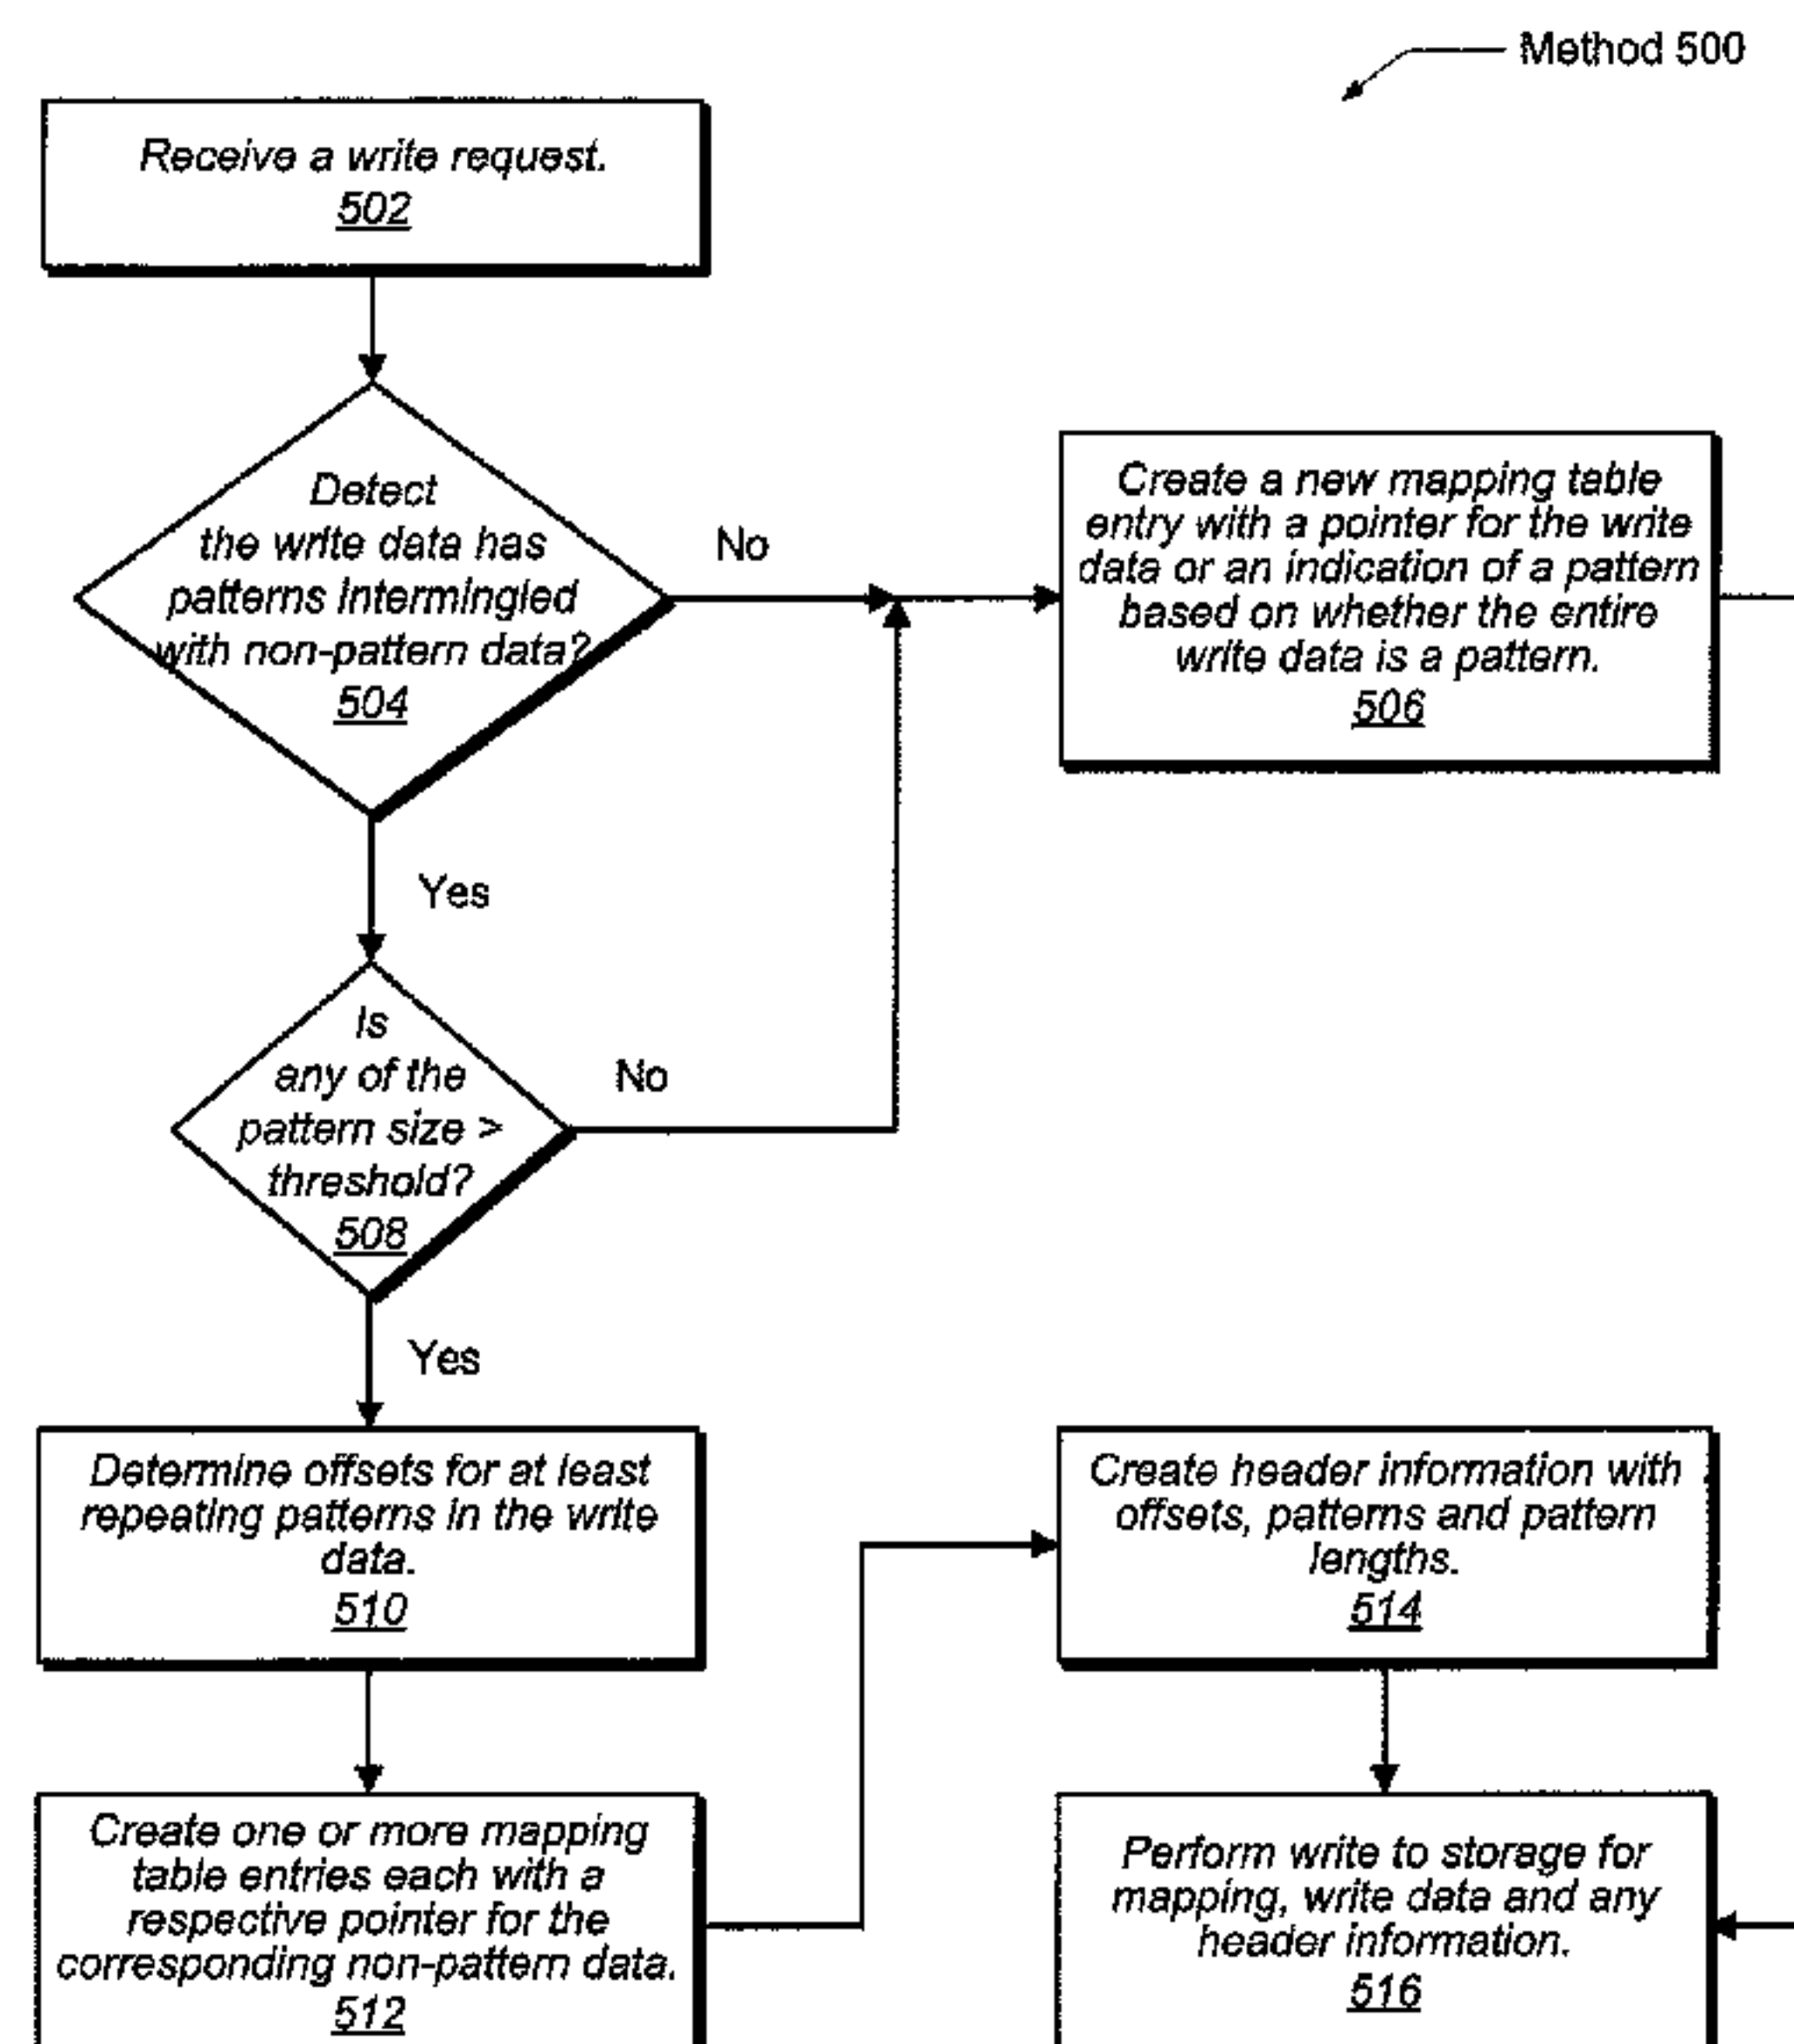 Method 500
Receive a write request.
502
Detect
the write data has
patterns intermingled
with non-pattern data?
504
No
Create a new mapping table
entry with a pointer for the write
data or an indication of a pattern
based on whether the entire
write data is a pattern.
506
Yes
Is
any of the
pattern size >
threshold?
508
No
Yes
Determine offsets for at least
repeating patterns in the write
data.
510
Create header information with
offsets, patterns and pattern
lengths.
514
Create one or more mapping
table entries each with a
respective pointer for the
corresponding non-pattern data.
512
Perform write to storage for
mapping, write data and any
header information.
516